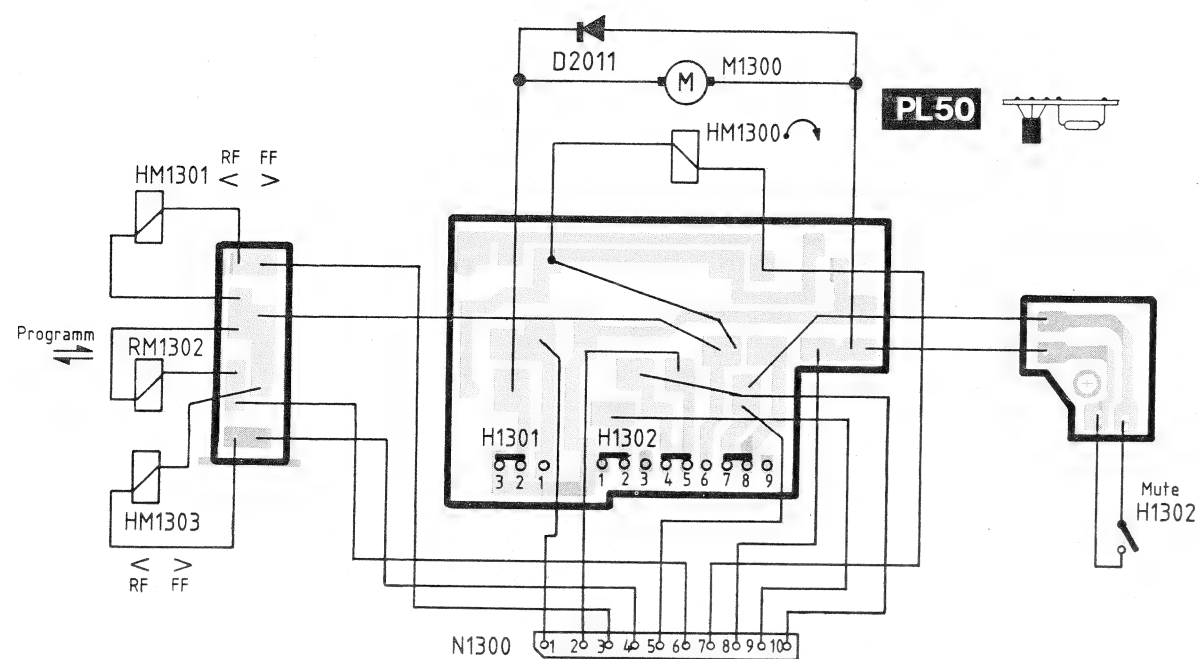 D2011
M1300
M
PL50
HM1300
RF FF
HM1301
< >
Programm
RM1302
HM1303
< >
RF FF
H1301
3 2 1
H1302
1 2 3 4 5 6 7 8 9
Mute
H1302
N1300
1 2 3 4 5 6 7 8 9 10